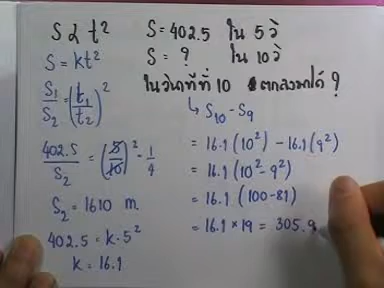 S α t² S = 402.5 ใน 5 วิ
S = kt² S = ? ใน 10 วิ
S₁/S₂ = (t₁/t₂)² ในวินาทีที่ 10 ตกลงมาได้ ?
↳ S₁₀ - S₉
402.5/S₂ = (5/10)² = 1/4
= 16.1 (10²) - 16.1 (9²)
= 16.1 (10² - 9²)
S₂ = 1610 m. = 16.1 (100 - 81)
402.5 = k · 5² = 16.1 × 19 = 305.9
k = 16.1